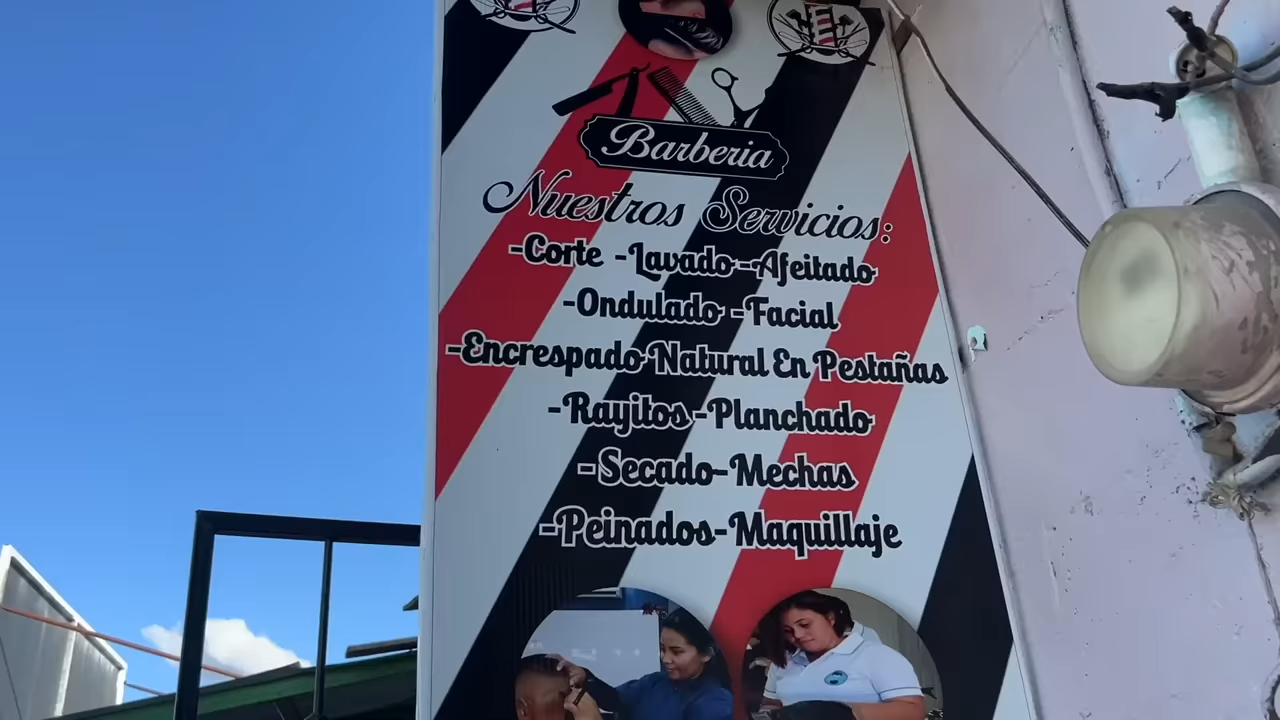 Barberia
Nuestros Servicios:
-Corte -Lavado-Afeitado
-Ondulado -Facial
-Encrespado Natural En Pestañas
-Rayitos-Planchado
-Secado-Mechas
-Peinados-Maquillaje